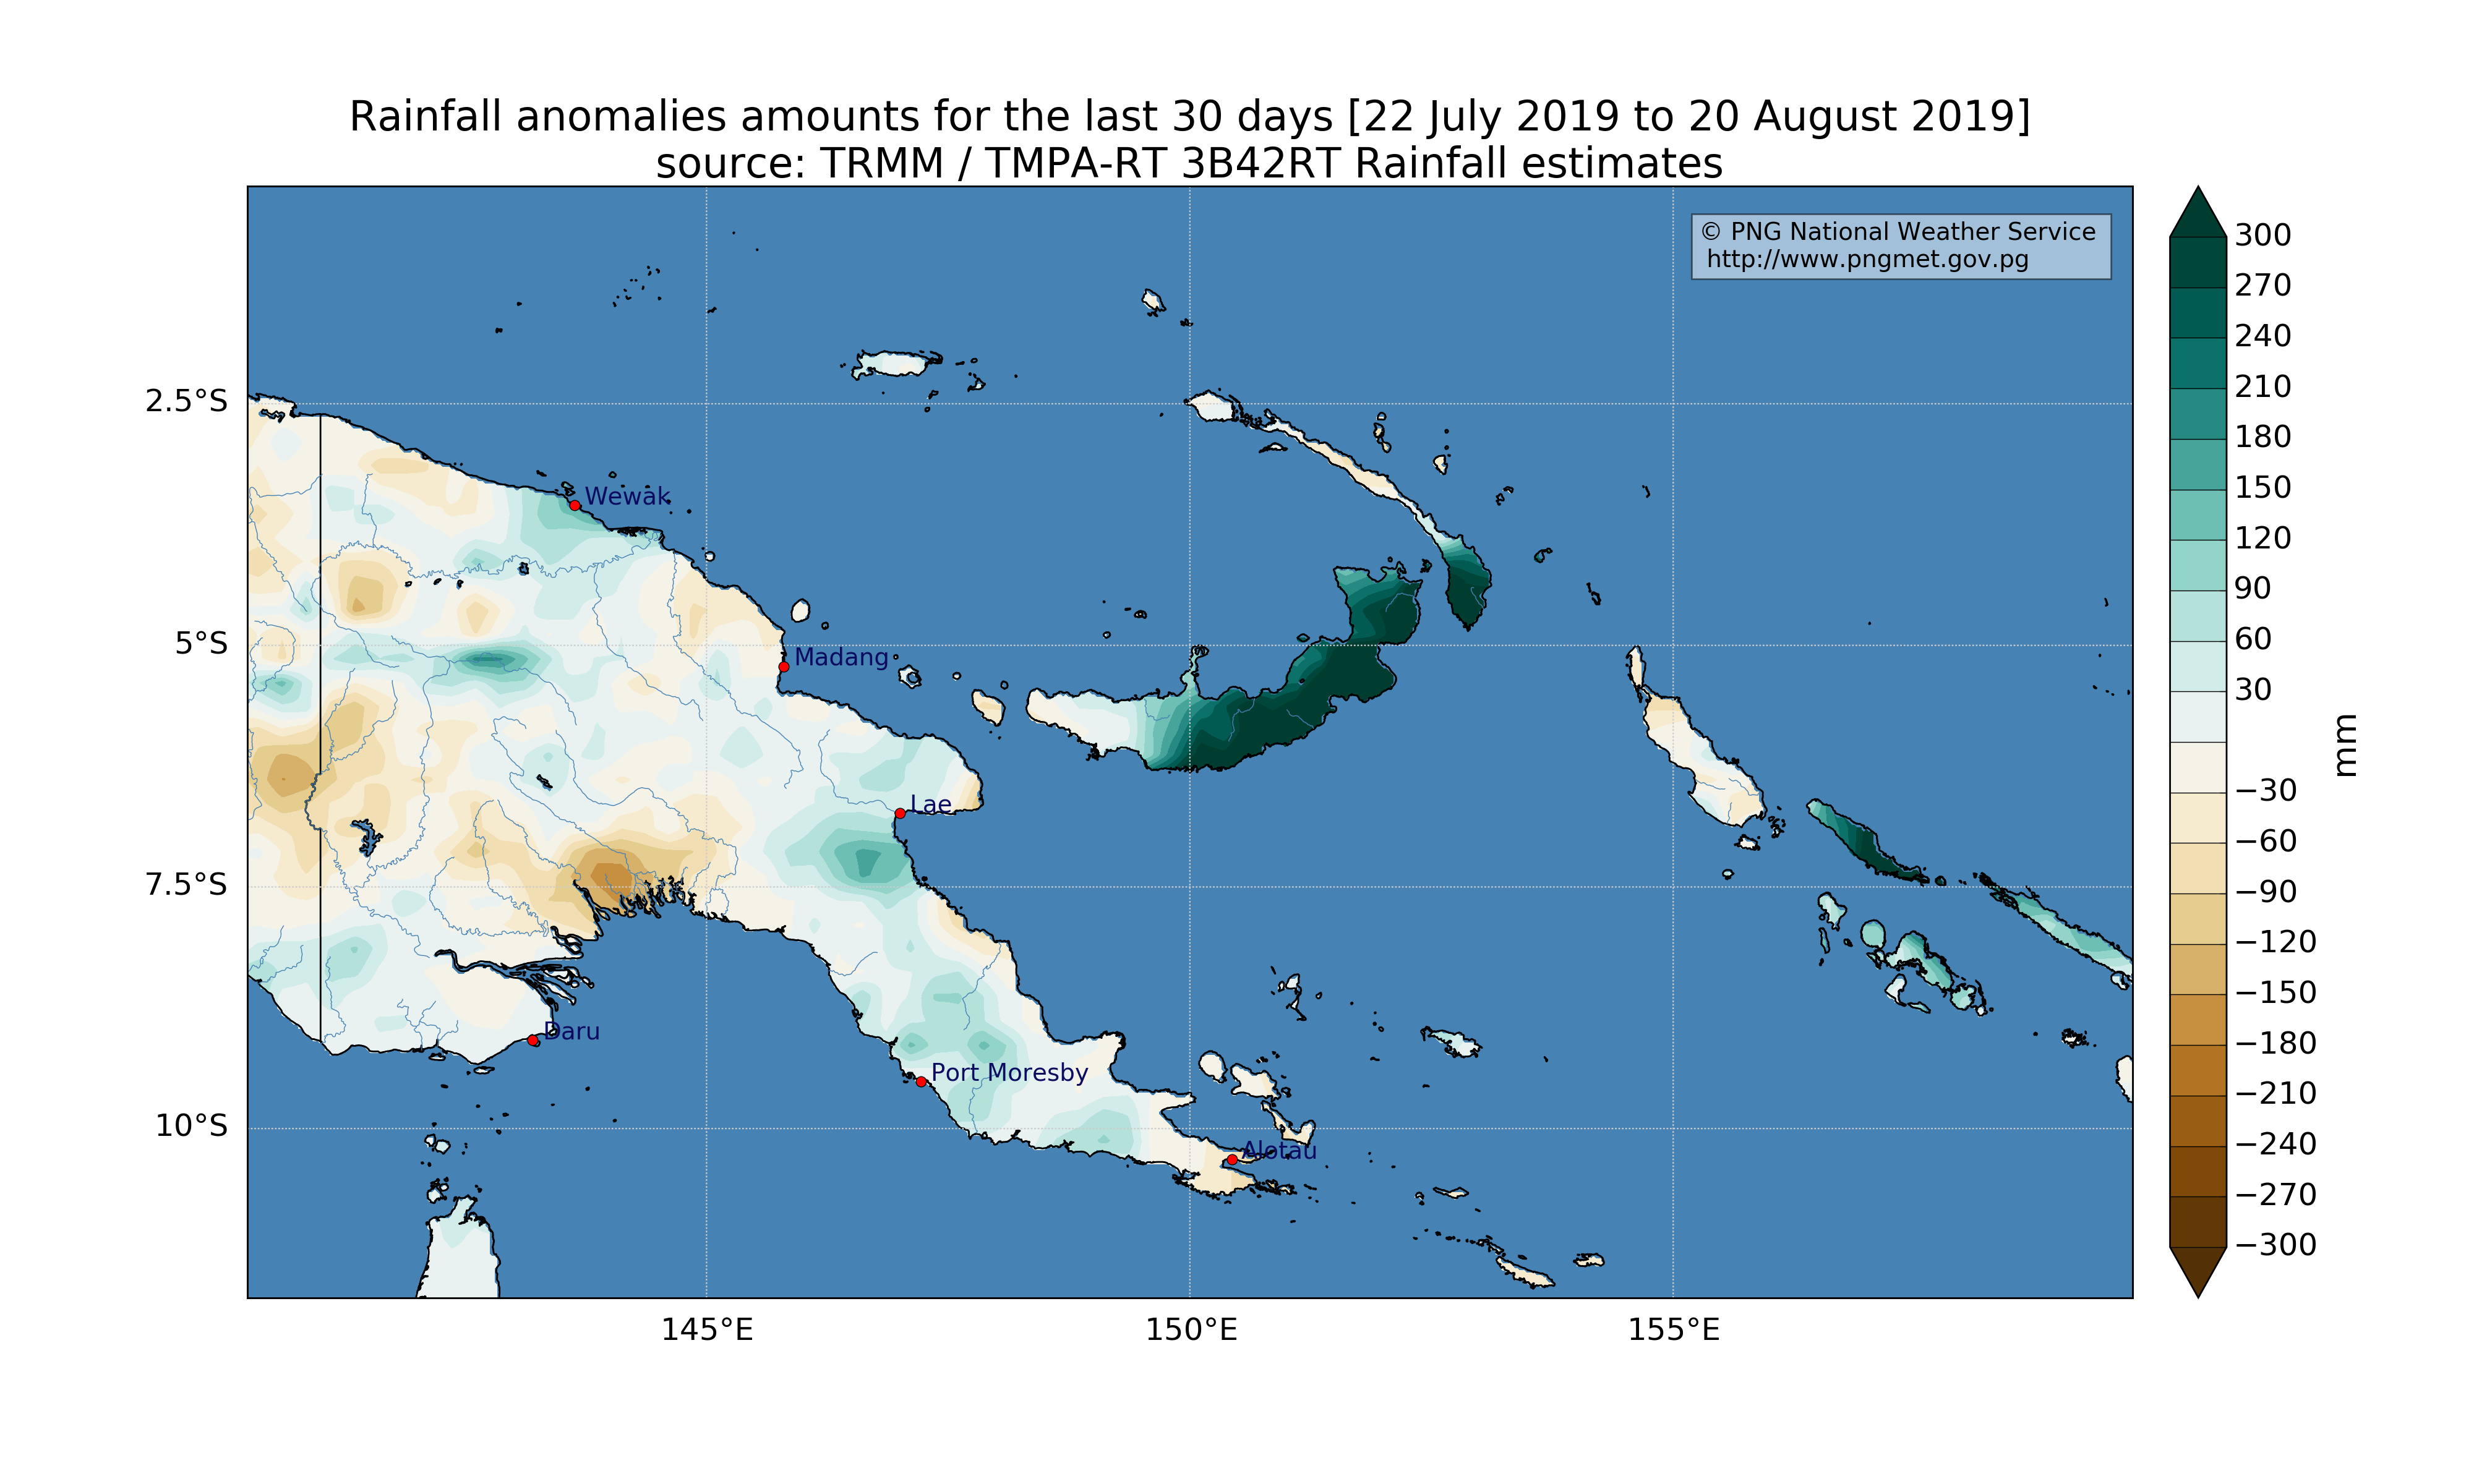 Rainfall anomalies amounts for the last 30 days [22 July 2019 to 20 August 2019]
source: TRMM / TMPA-RT 3B42RT Rainfall estimates
© PNG National Weather Service
http://www.pngmet.gov.pg
2.5°S
5°S
7.5°S
10°S
145°E
150°E
155°E
Wewak
Madang
Lae
Daru
Port Moresby
Alotau
300
270
240
210
180
150
120
90
60
30
−30
−60
−90
−120
−150
−180
−210
−240
−270
−300
mm